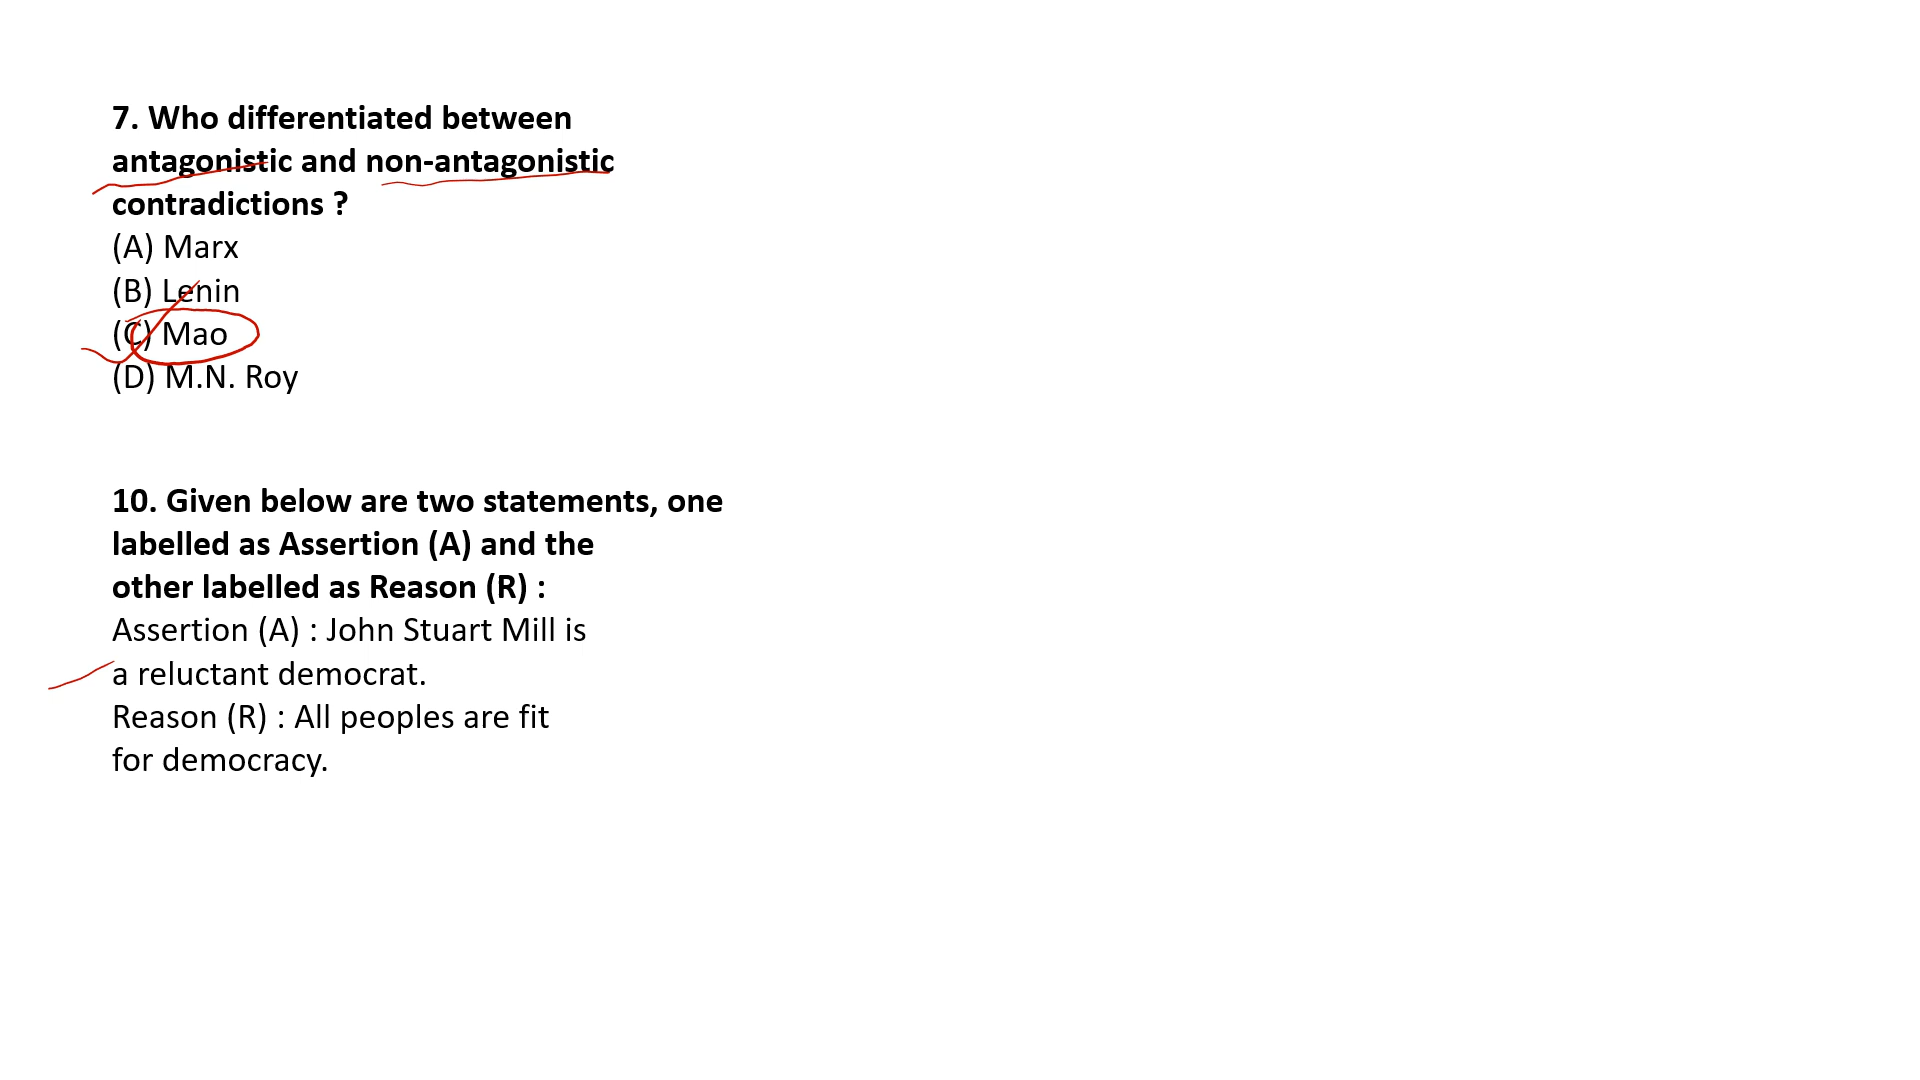 7. Who differentiated between
antagonistic and non-antagonistic
contradictions ?
(A) Marx
(B) Lenin
(C) Mao
(D) M.N. Roy
10. Given below are two statements, one
labelled as Assertion (A) and the
other labelled as Reason (R) :
Assertion (A) : John Stuart Mill is
a reluctant democrat.
Reason (R) : All peoples are fit
for democracy.